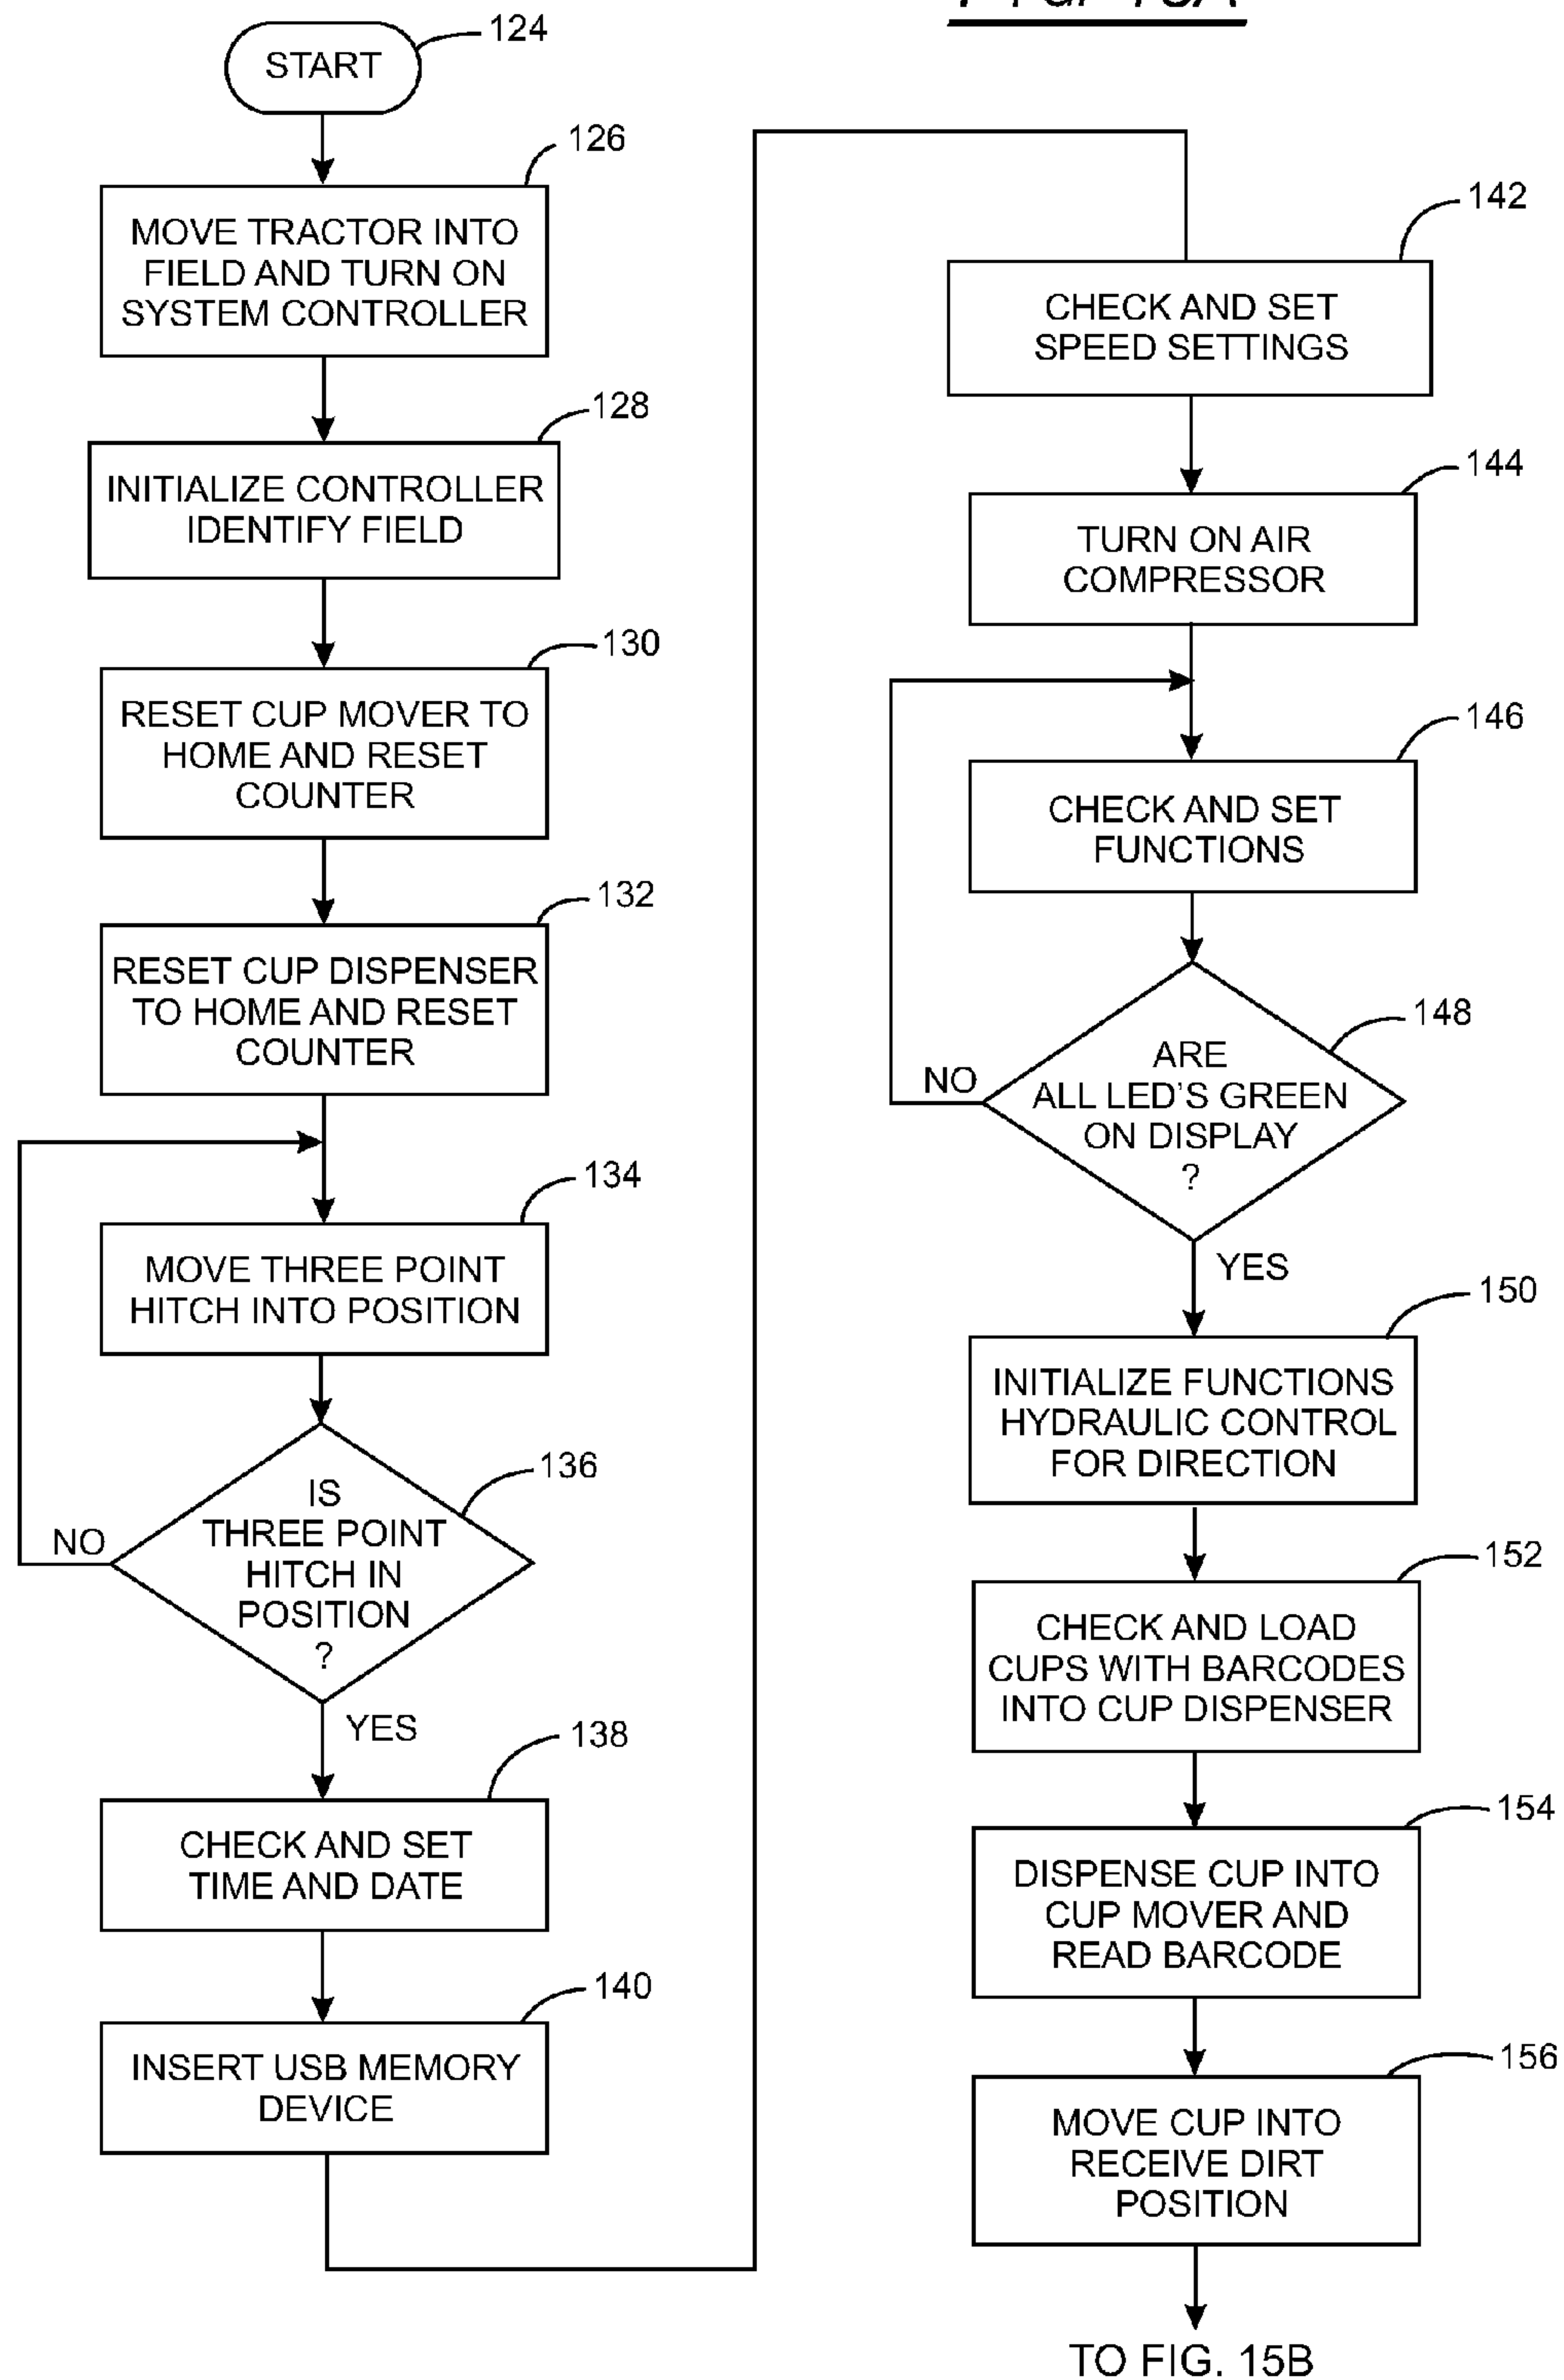 START
124
126
MOVE TRACTOR INTO
FIELD AND TURN ON
SYSTEM CONTROLLER
128
INITIALIZE CONTROLLER
IDENTIFY FIELD
130
RESET CUP MOVER TO
HOME AND RESET
COUNTER
132
RESET CUP DISPENSER
TO HOME AND RESET
COUNTER
134
MOVE THREE POINT
HITCH INTO POSITION
136
IS
THREE POINT
HITCH IN
POSITION
?
NO
YES
138
CHECK AND SET
TIME AND DATE
140
INSERT USB MEMORY
DEVICE
142
CHECK AND SET
SPEED SETTINGS
144
TURN ON AIR
COMPRESSOR
146
CHECK AND SET
FUNCTIONS
148
ARE
ALL LED'S GREEN
ON DISPLAY
?
NO
YES
150
INITIALIZE FUNCTIONS
HYDRAULIC CONTROL
FOR DIRECTION
152
CHECK AND LOAD
CUPS WITH BARCODES
INTO CUP DISPENSER
154
DISPENSE CUP INTO
CUP MOVER AND
READ BARCODE
156
MOVE CUP INTO
RECEIVE DIRT
POSITION
TO FIG. 15B